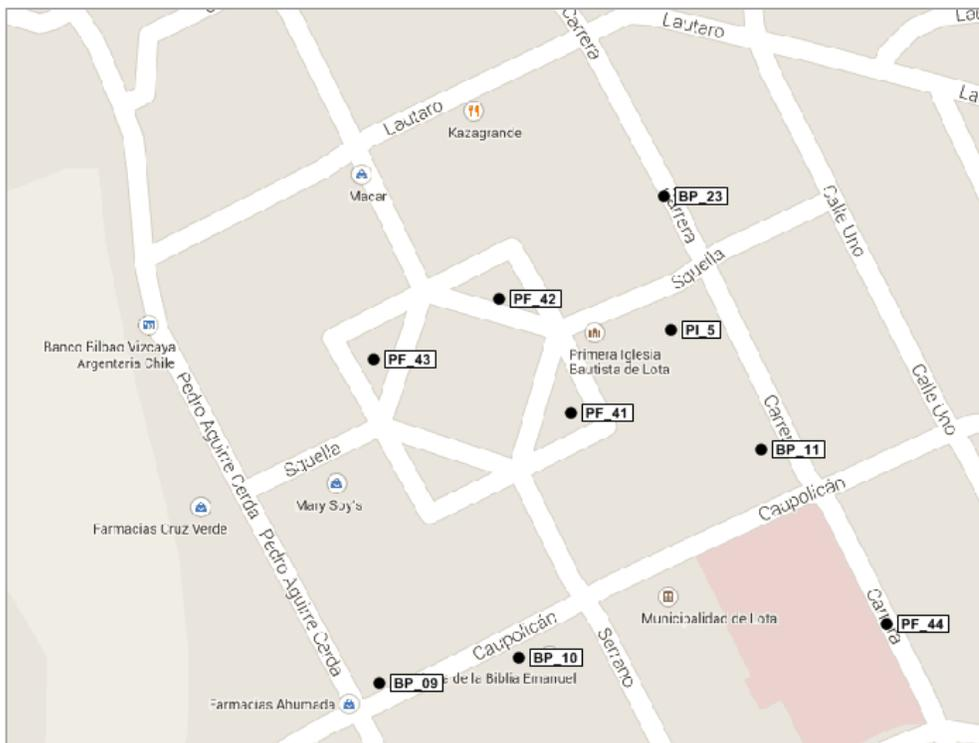 Carrera
Lautaro
La
Lautaro
Kazagrande
Macar
BP_23
Carrera
Calle Uno
Squella
PF_42
PI_5
Banco Bilbao Vizcaya
Argentaria Chile
PF_43
Primera Iglesia
Bautista de Lota
Pedro Aguirre Cerda
PF_41
Calle Uno
Carrera
BP_11
Squella
Mary Soy's
Caupolicán
Farmacias Cruz Verde
Pedro Aguirre Cerda
Municipalidad de Lota
Carrera
PF_44
Caupolicán
Serrano
BP_10
a de la Biblia Emanuel
BP_09
Farmacias Ahumada